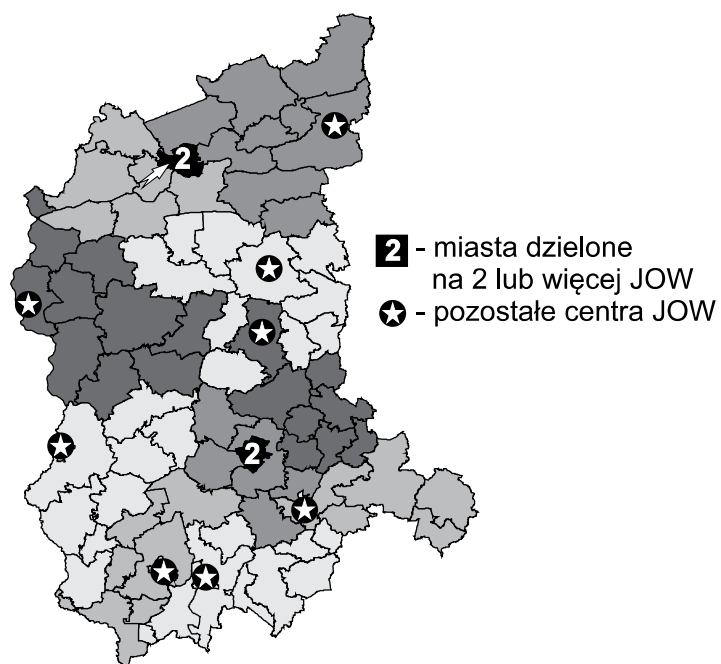 2
2
2 - miasta dzielone
na 2 lub więcej JOW
- pozostałe centra JOW